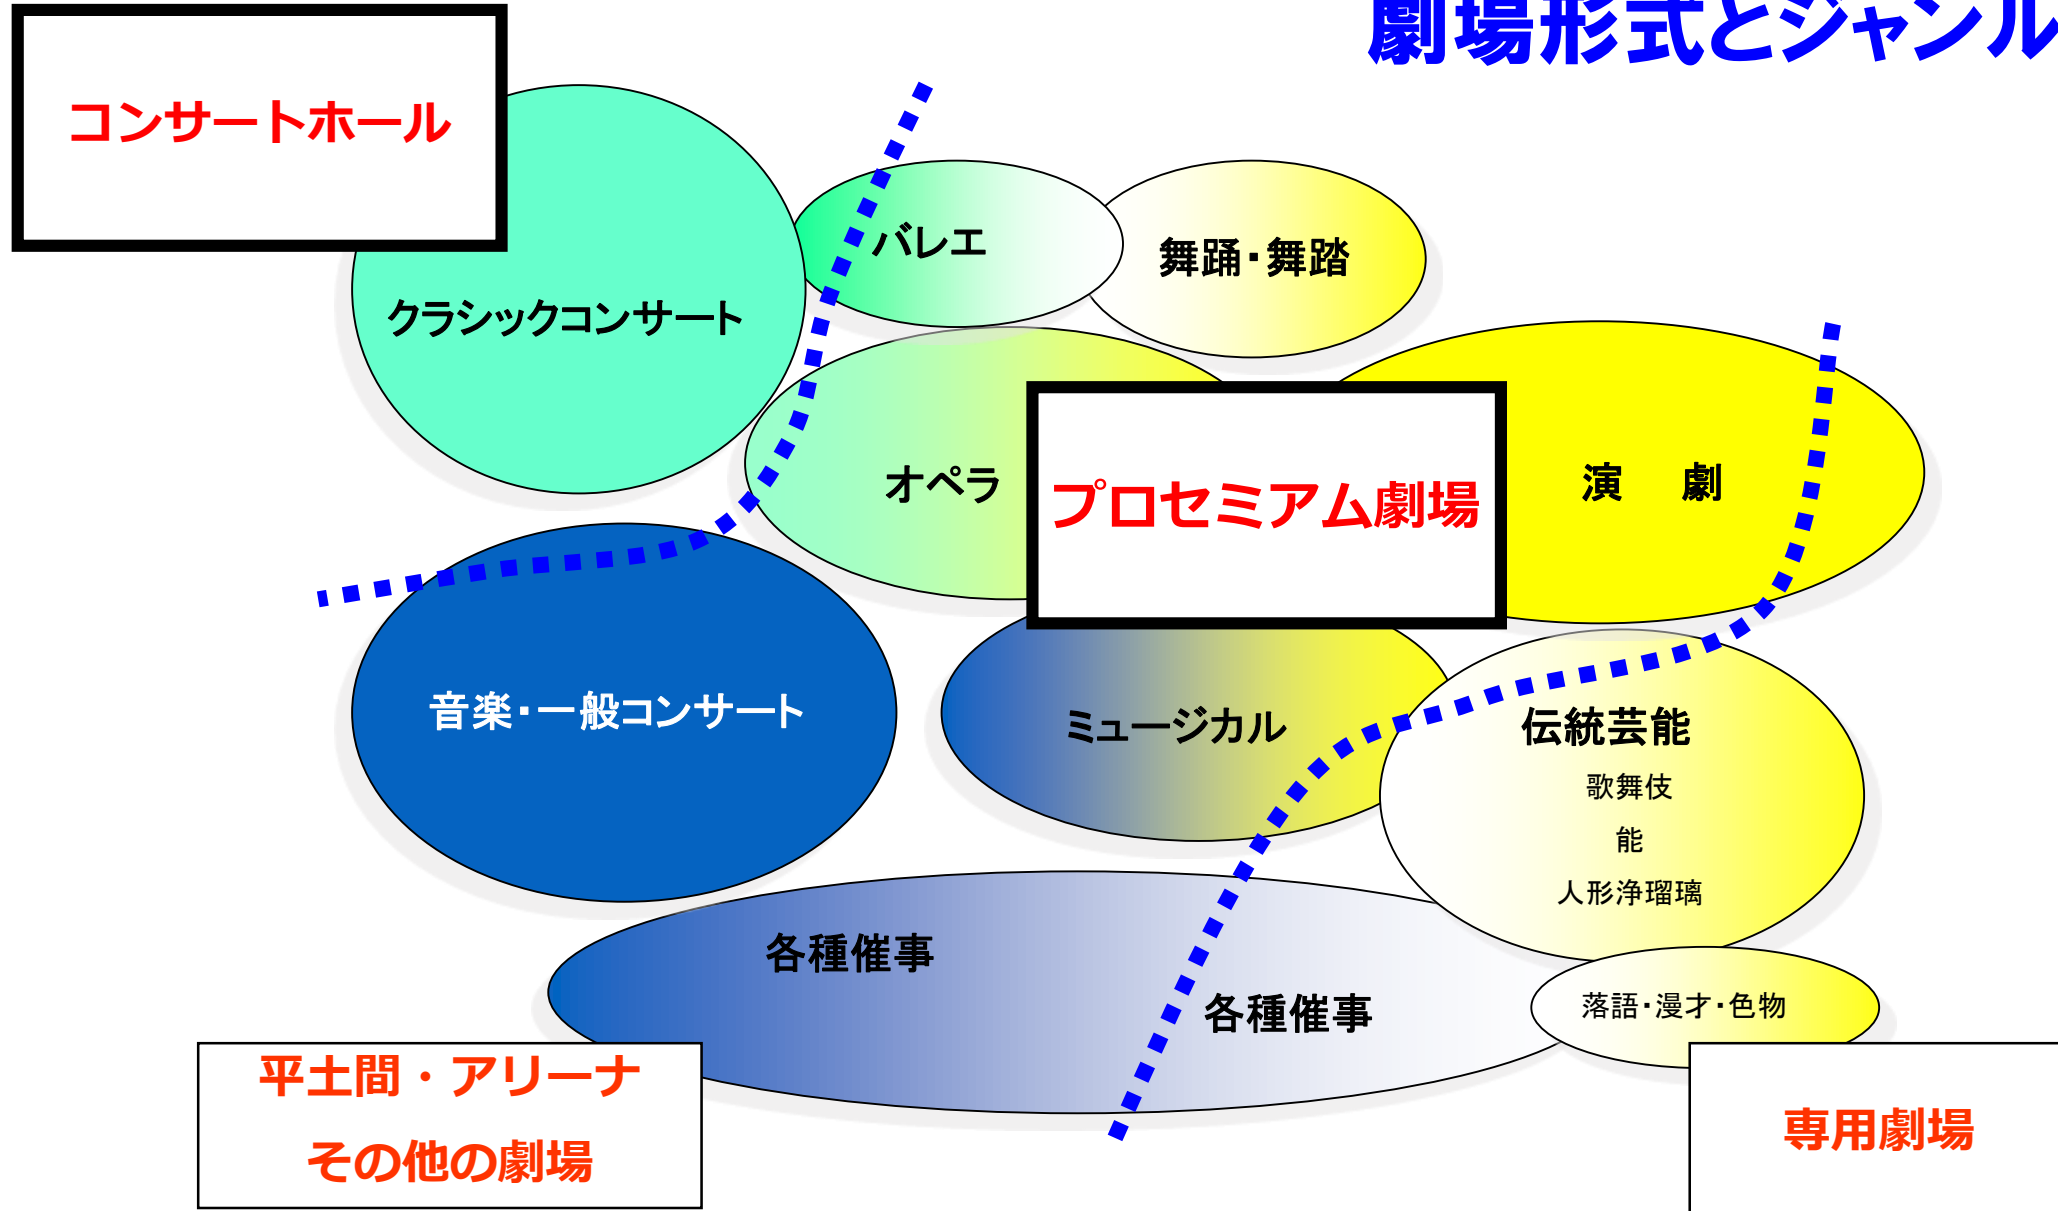 劇場形式とジャンル
コンサートホール
バレエ
舞踊・舞踏
クラシックコンサート
オペラ
プロセミアム劇場
演　劇
音楽・一般コンサート
ミュージカル
伝統芸能
歌舞伎
能
人形浄瑠璃
各種催事
各種催事
落語・漫才・色物
平土間・アリーナ
その他の劇場
専用劇場